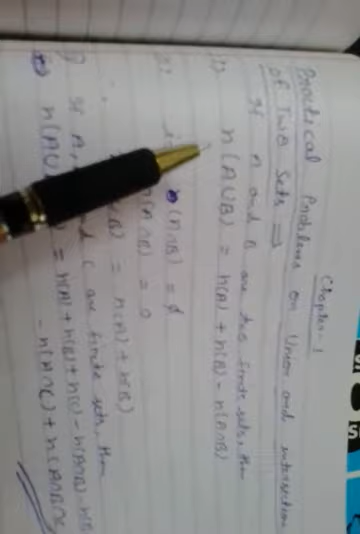 Chapter-1
Practical Problems on Union and intersection
of Two Sets ⇒
If A and B are two finite sets, then
(1) n(A∪B) = n(A) + n(B) - n(A∩B)
(A∩B) = ∅
n(A∩B) = 0
= n(A) + n(B)
If A, and C are finite sets, then
n(A∪ = n(A) + n(B) + n(C) - n(A∩B) - n(B
- n(A∩C) + n(A∩B∩C